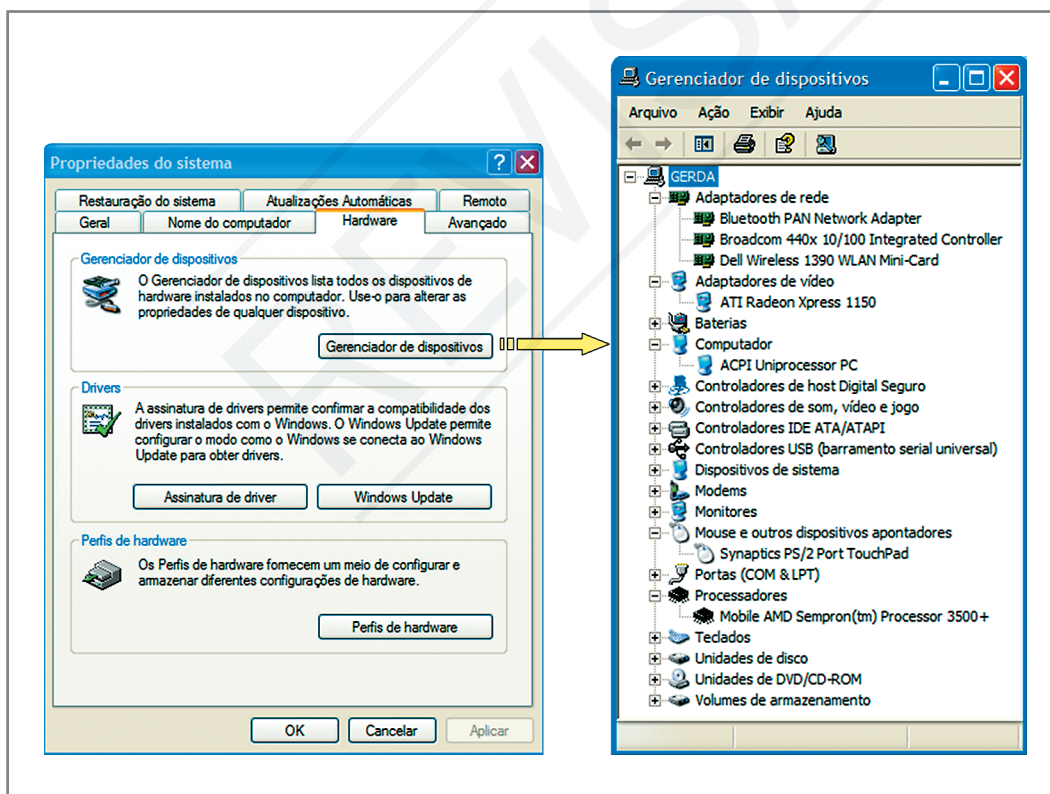 Propriedades do sistema
Restauração do sistema
Atualizações Automáticas
Remoto
Geral
Nome do computador
Hardware
Avançado
Gerenciador de dispositivos
O Gerenciador de dispositivos lista todos os dispositivos de
hardware instalados no computador. Use-o para alterar as
propriedades de qualquer dispositivo.
Gerenciador de dispositivos
Drivers
A assinatura de drivers permite confirmar a compatibilidade dos
drivers instalados com o Windows. O Windows Update permite
configurar o modo como o Windows se conecta ao Windows
Update para obter drivers.
Assinatura de driver
Windows Update
Perfis de hardware
Os Perfis de hardware fornecem um meio de configurar e
armazenar diferentes configurações de hardware.
Perfis de hardware
OK
Cancelar
Aplicar
Gerenciador de dispositivos
Arquivo Ação Exibir Ajuda
GERDA
Adaptadores de rede
Bluetooth PAN Network Adapter
Broadcom 440x 10/100 Integrated Controller
Dell Wireless 1390 WLAN Mini-Card
Adaptadores de vídeo
ATI Radeon Xpress 1150
Baterias
Computador
ACPI Uniprocessor PC
Controladores de host Digital Seguro
Controladores de som, vídeo e jogo
Controladores IDE ATA/ATAPI
Controladores USB (barramento serial universal)
Dispositivos de sistema
Modems
Monitores
Mouse e outros dispositivos apontadores
Synaptics PS/2 Port TouchPad
Portas (COM & LPT)
Processadores
Mobile AMD Sempron(tm) Processor 3500+
Teclados
Unidades de disco
Unidades de DVD/CD-ROM
Volumes de armazenamento